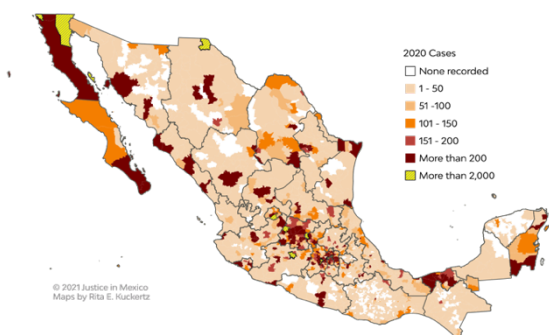 2020 Cases
None recorded
1 - 50
51 -100
101 - 150
151 - 200
More than 200
More than 2,000
© 2021 Justice in Mexico
Maps by Rita E. Kuckertz